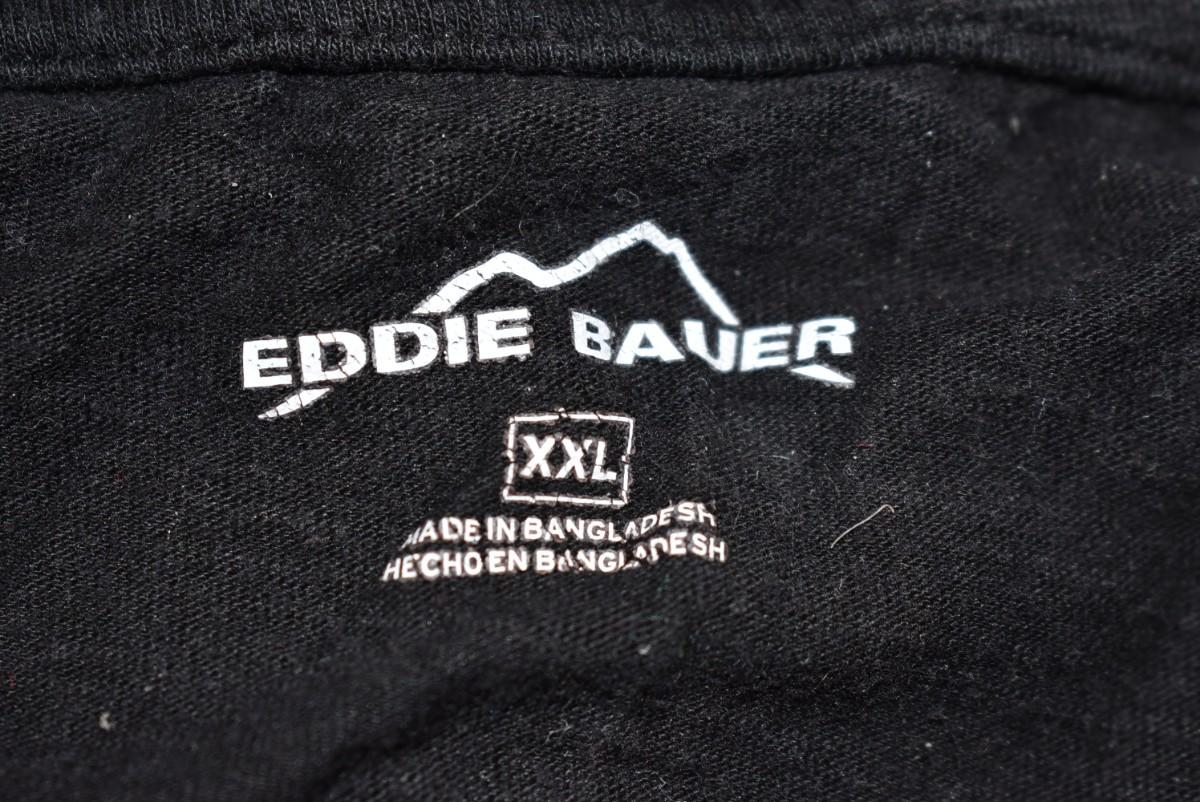 EDDIE BAUER
XXL
MADE IN BANGLADESH
HECHO EN BANGLADESH